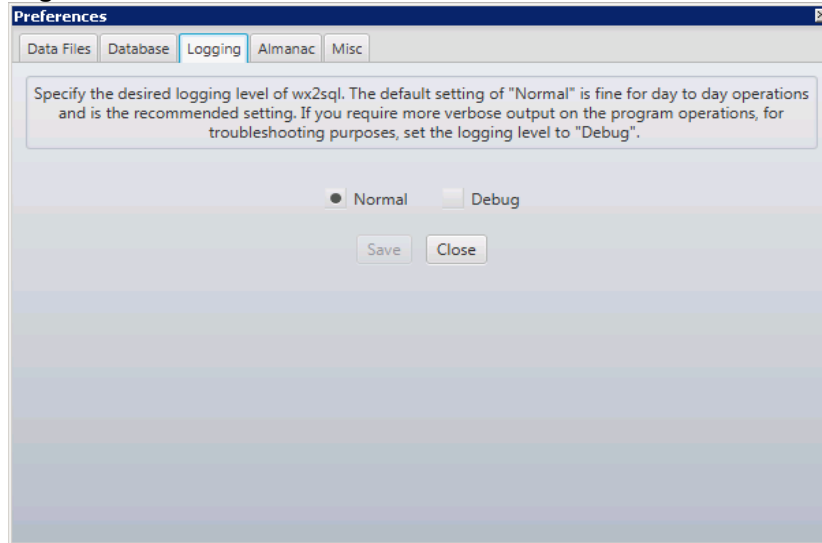 Preferences
Data Files Database Logging Almanac Misc
Specify the desired logging level of wx2sql. The default setting of "Normal" is fine for day to day operations
and is the recommended setting. If you require more verbose output on the program operations, for
troubleshooting purposes, set the logging level to "Debug".
Normal Debug
Save Close